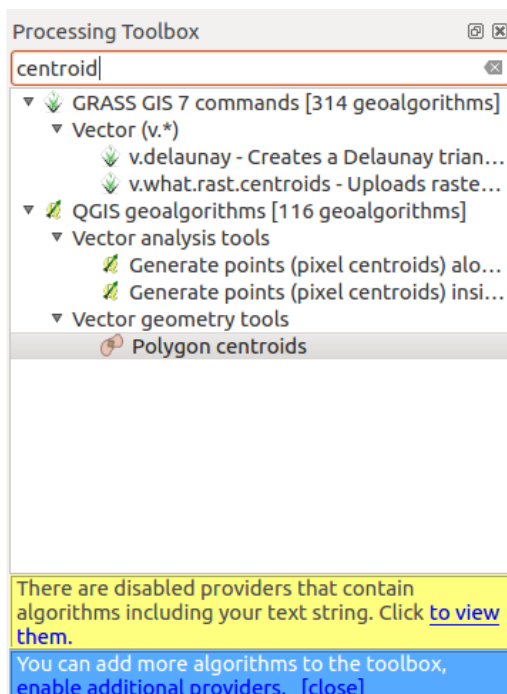 Processing Toolbox
centroid
GRASS GIS 7 commands [314 geoalgorithms]
Vector (v.*)
v.delaunay - Creates a Delaunay trian...
v.what.rast.centroids - Uploads raste...
QGIS geoalgorithms [116 geoalgorithms]
Vector analysis tools
Generate points (pixel centroids) alo...
Generate points (pixel centroids) insi...
Vector geometry tools
Polygon centroids
There are disabled providers that contain
algorithms including your text string. Click to view
them.
You can add more algorithms to the toolbox,
enable additional providers. [close]